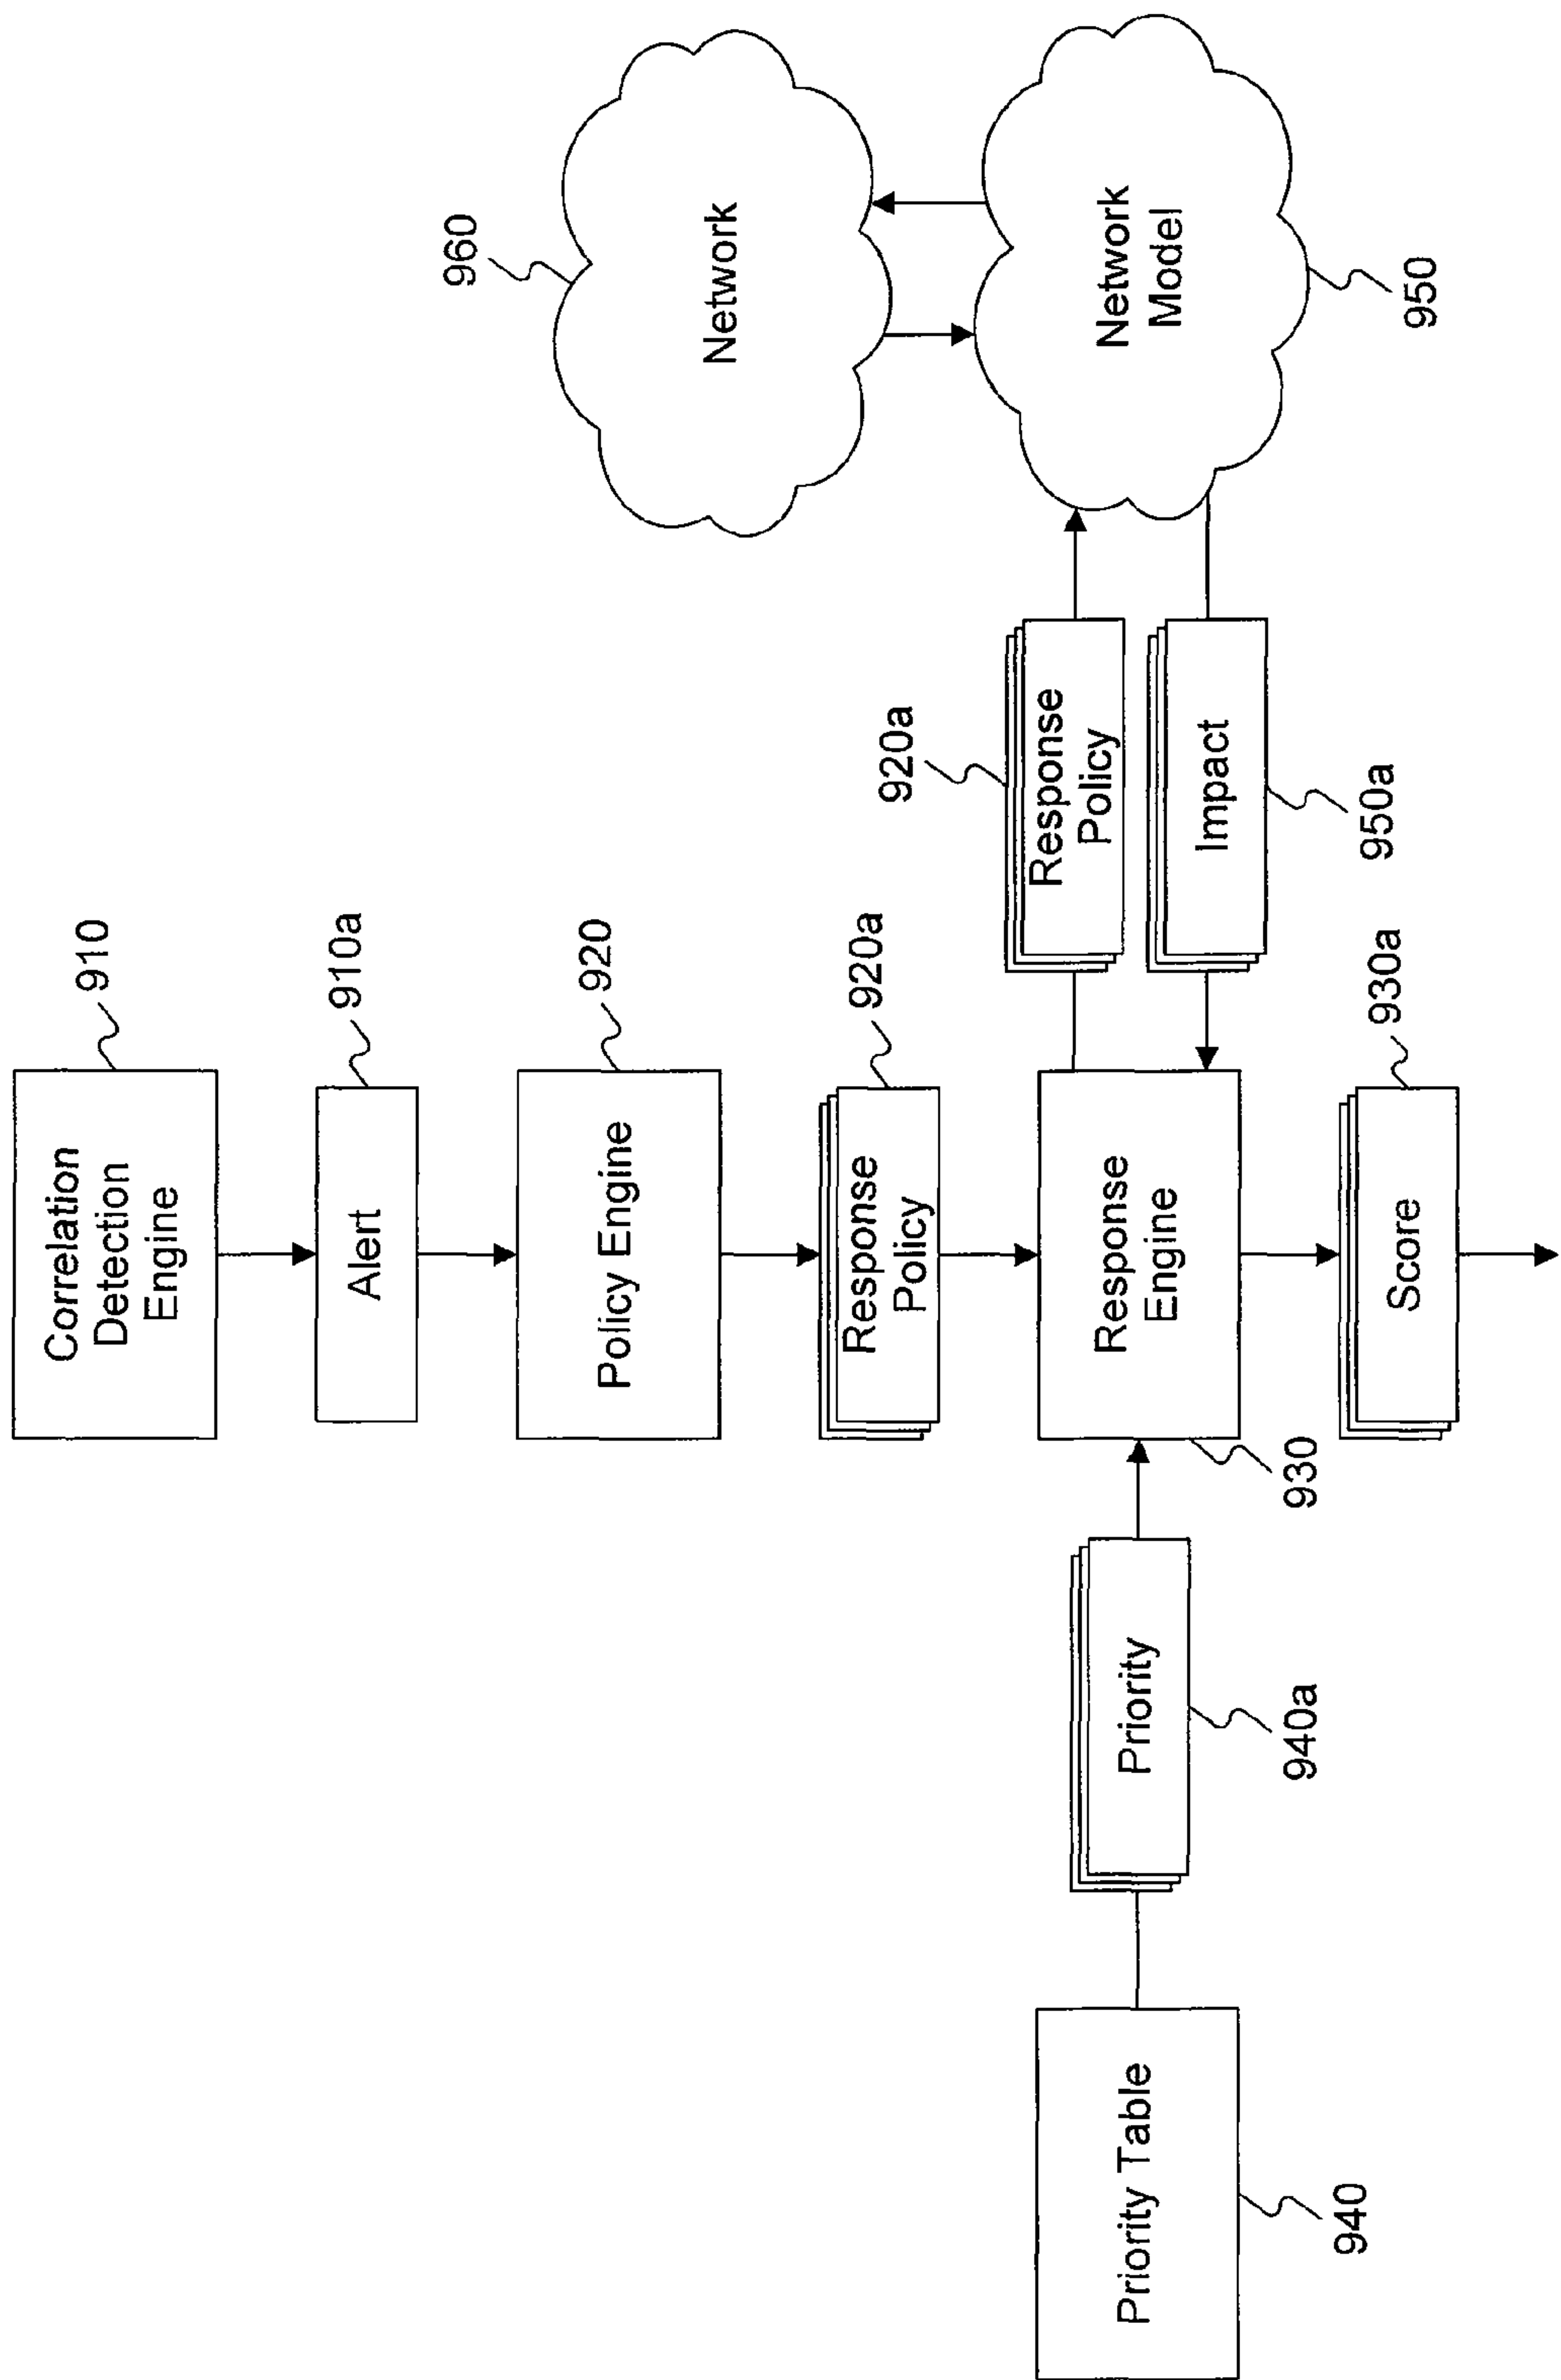 910
Correlation
Detection
Engine
910a
Alert
960
Network
920
Policy Engine
920a
Response
Policy
920a
Response
Policy
Network
Model
Priority Table
940
Priority
940a
Response
Engine
930
Impact
950a
950
930a
Score